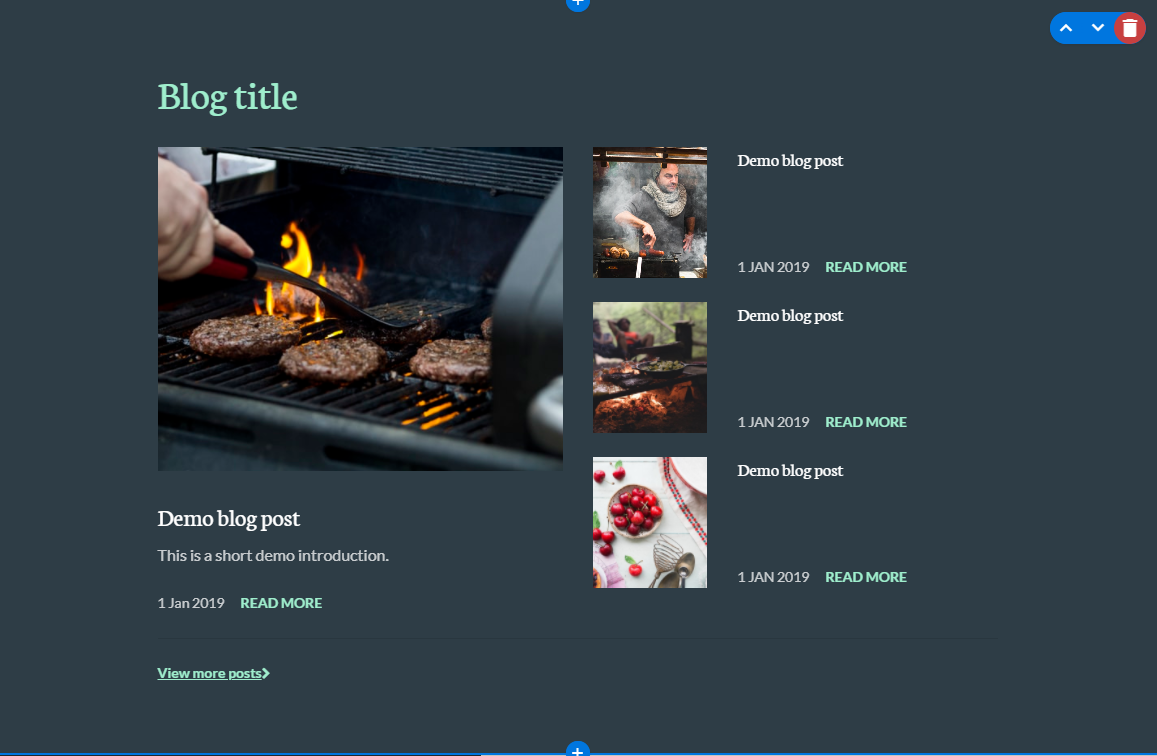 Blog title
Demo blog post
This is a short demo introduction.
1 Jan 2019 READ MORE
Demo blog post
1 JAN 2019 READ MORE
Demo blog post
1 JAN 2019 READ MORE
Demo blog post
1 JAN 2019 READ MORE
View more posts